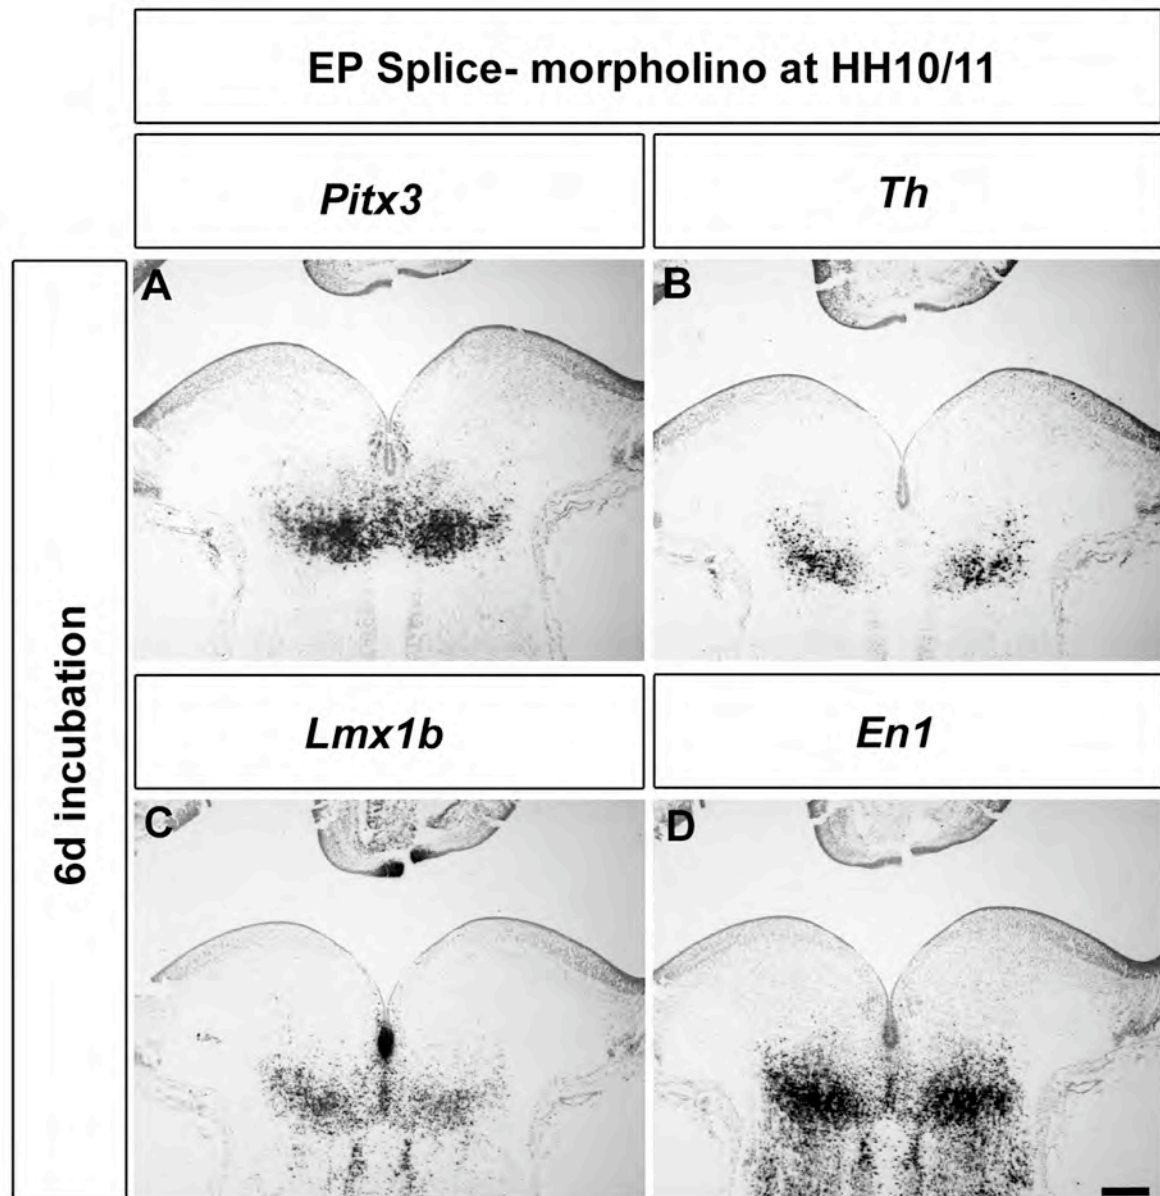 EP Splice- morpholino at HH10/11
Pitx3
Th
6d incubation
A
B
Lmx1b
En1
C
D